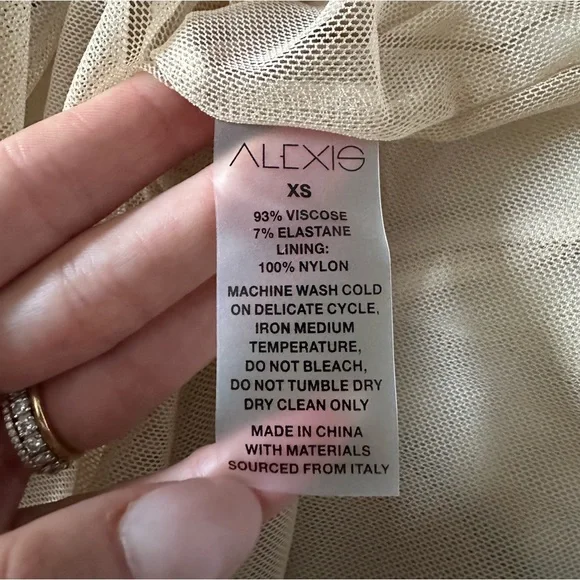 ALEXIS
XS
93% VISCOSE
7% ELASTANE
LINING:
100% NYLON
MACHINE WASH COLD
ON DELICATE CYCLE,
IRON MEDIUM
TEMPERATURE,
DO NOT BLEACH,
DO NOT TUMBLE DRY
DRY CLEAN ONLY
MADE IN CHINA
WITH MATERIALS
SOURCED FROM ITALY